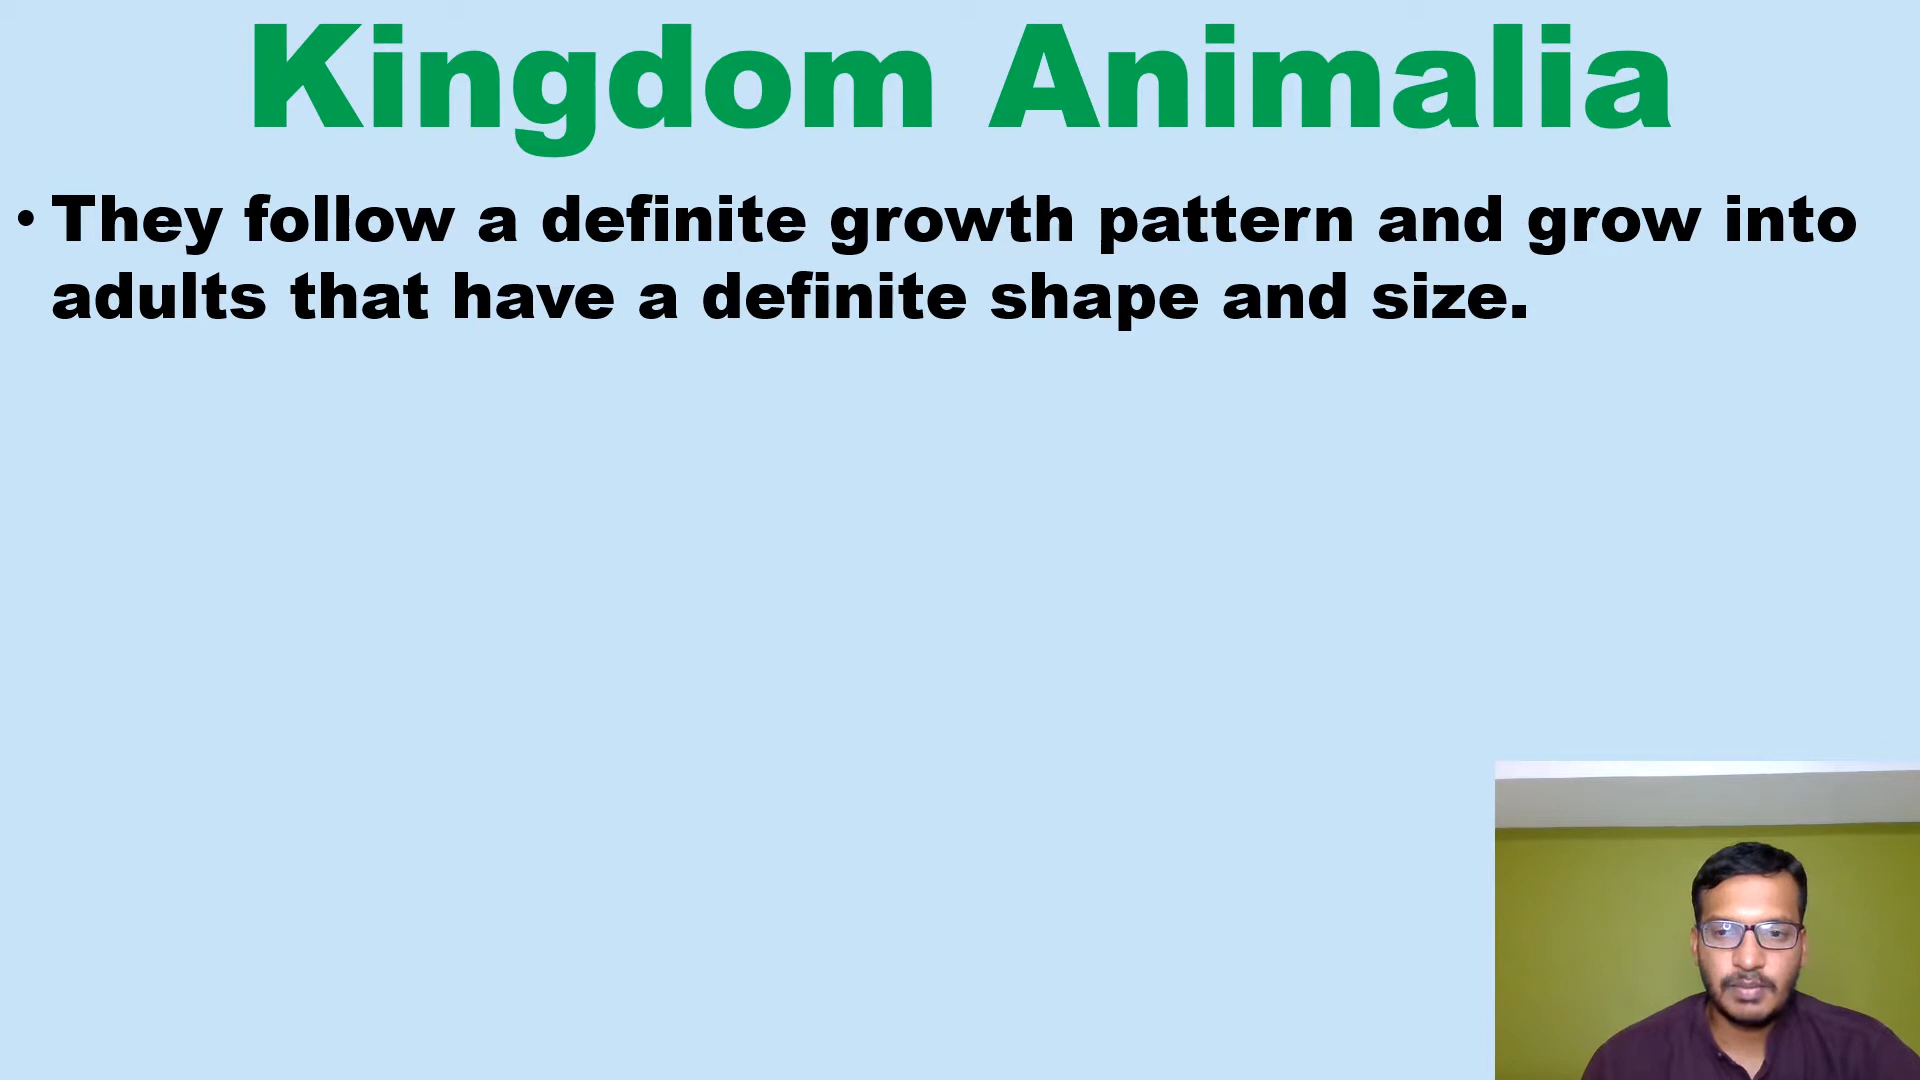 Kingdom Animalia
• They follow a definite growth pattern and grow into
adults that have a definite shape and size.